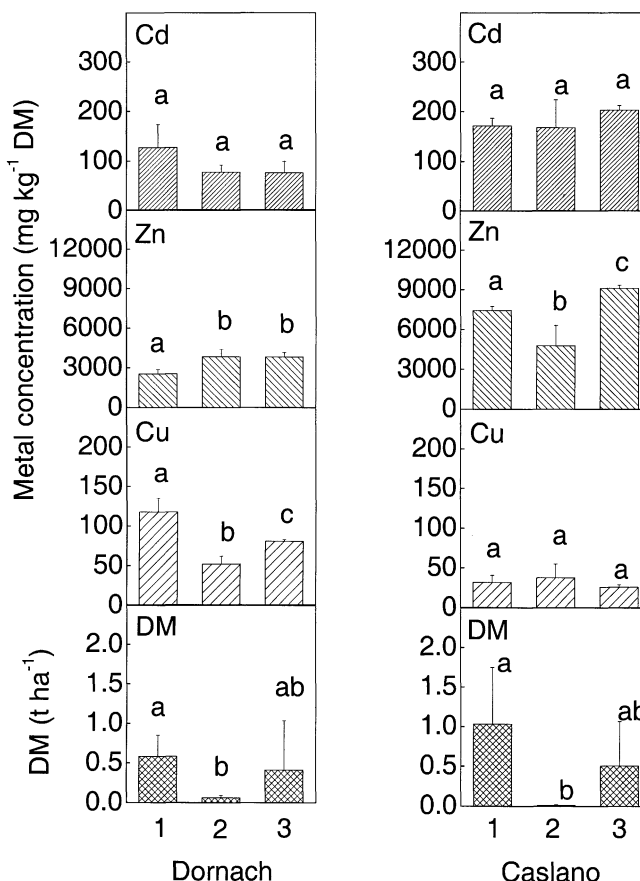 Metal concentration (mg kg⁻¹ DM)
DM (t ha⁻¹)
Cd
300
200
100
0
a a a
Zn
12000
9000
6000
3000
0
a b b
Cu
200
150
100
50
0
a b c
DM
2.0
1.5
1.0
0.5
0.0
a b ab
1 2 3
Dornach
Cd
300
200
100
0
a a a
Zn
12000
9000
6000
3000
0
a b c
Cu
200
150
100
50
0
a a a
DM
2.0
1.5
1.0
0.5
0.0
a b ab
1 2 3
Caslano